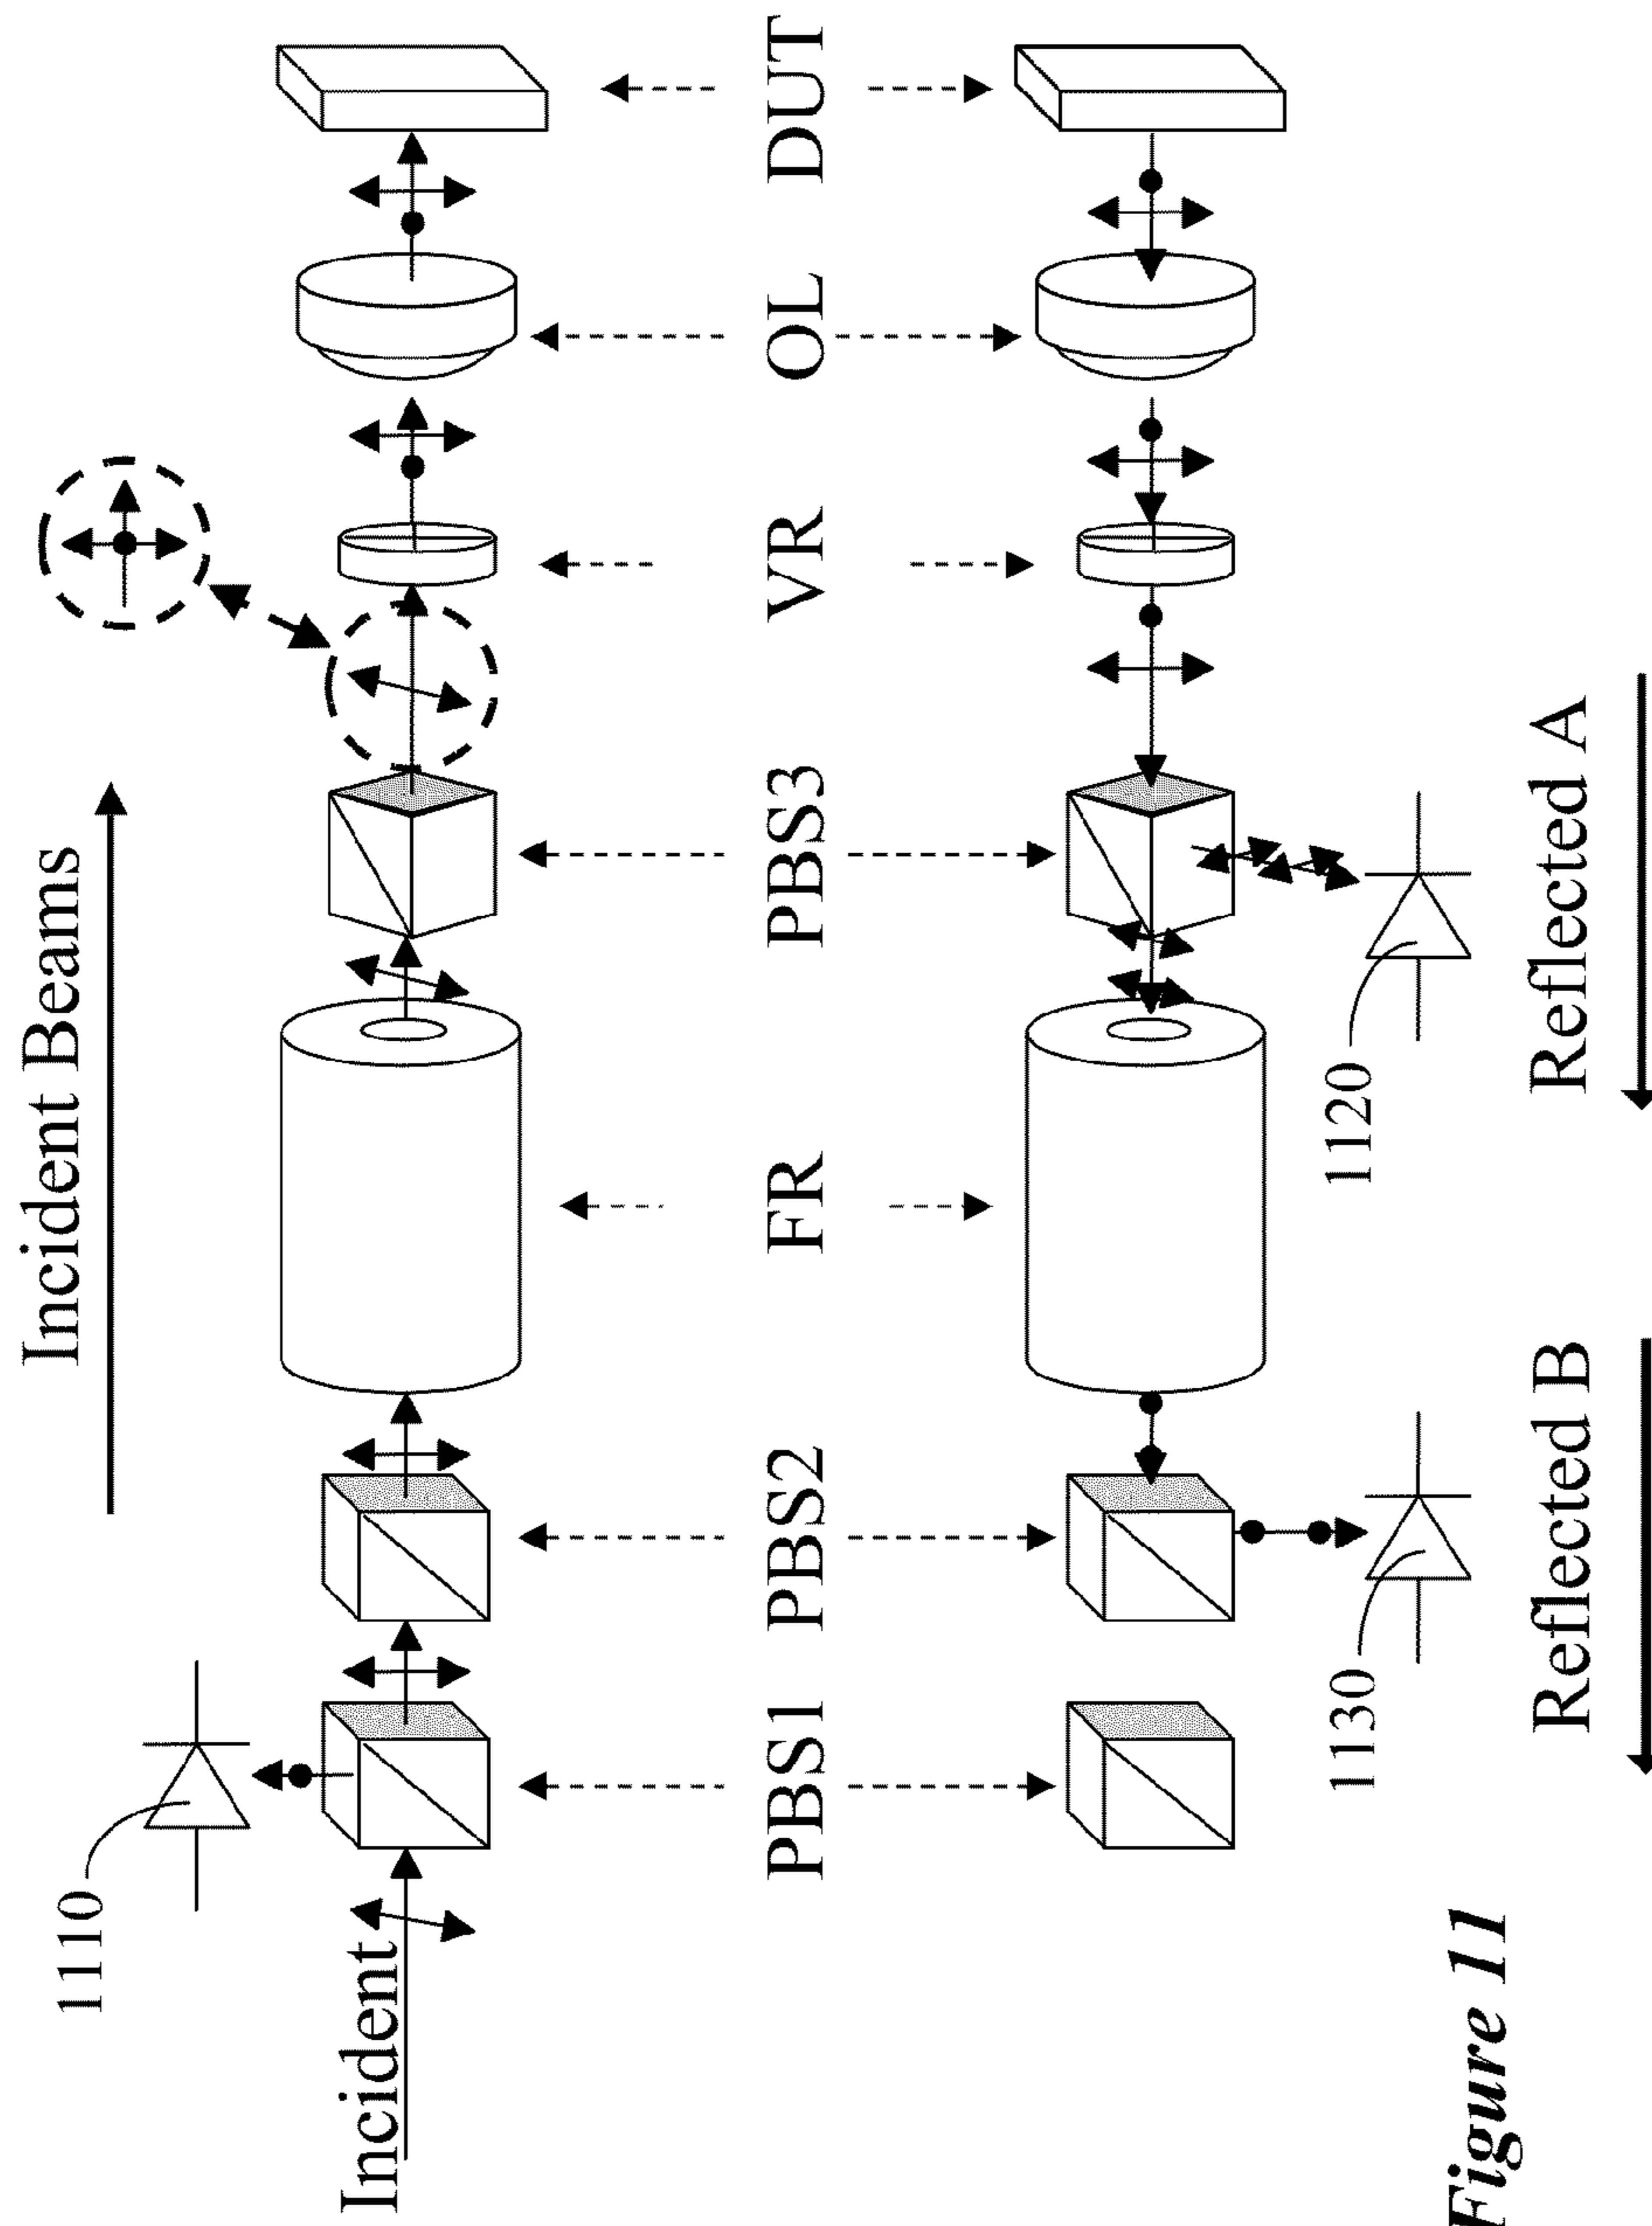 Incident Beams
1110
Incident
PBS1
PBS2
FR
PBS3
VR
OL
DUT
1130
1120
Reflected B
Reflected A
Figure 11